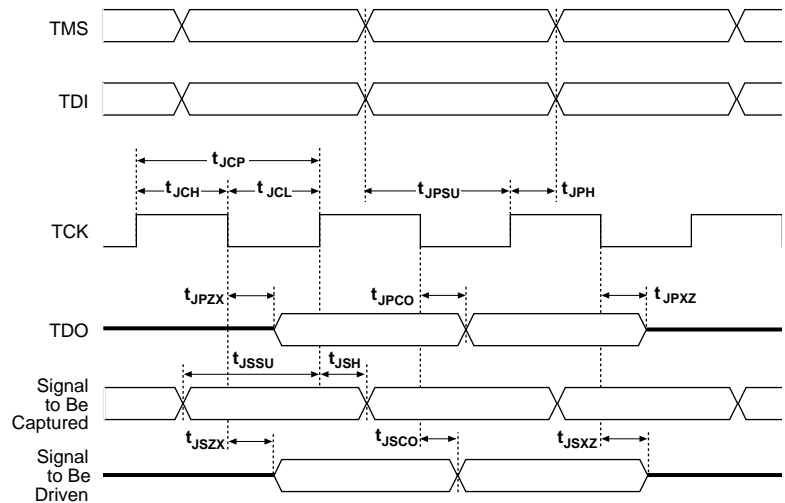 TMS
TDI
tJCP
tJCH
tJCL
tJPSU
tJPH
TCK
tJPZX
tJPCO
tJPXZ
TDO
tJSSU
tJSH
Signal
to Be
Captured
tJSZX
tJSCO
tJSXZ
Signal
to Be
Driven